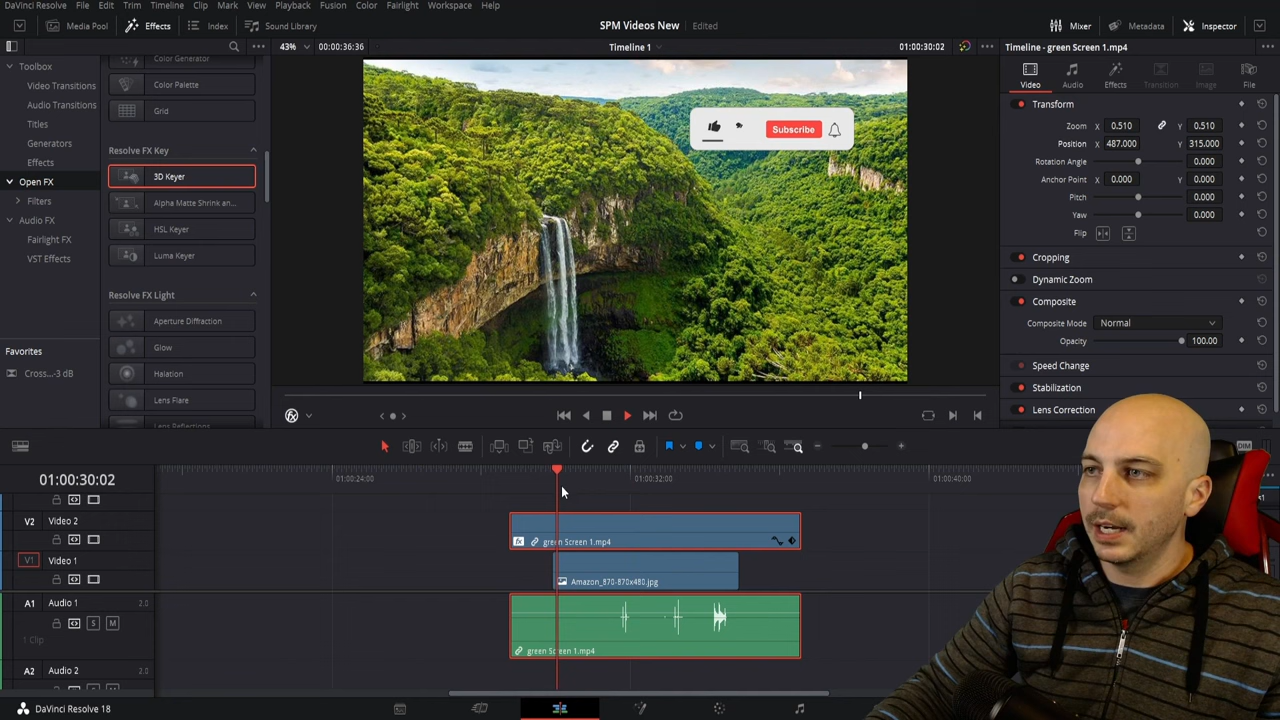 DaVinci Resolve File Edit Trim Timeline Clip Mark View Playback Fusion Color Fairlight Workspace Help
Media Pool Effects Index Sound Library
SPM Videos New Edited
Mixer Metadata Inspector
43% 00:00:36:36
Timeline 1
01:00:30:02
Timeline - green Screen 1.mp4
Toolbox
Video Transitions
Audio Transitions
Titles
Generators
Effects
Open FX
Filters
Audio FX
Fairlight FX
VST Effects
Favorites
Cross...-3 dB
Color Generator
Color Palette
Grid
Resolve FX Key
3D Keyer
Alpha Matte Shrink an...
HSL Keyer
Luma Keyer
Resolve FX Light
Aperture Diffraction
Glow
Halation
Lens Flare
Lens Reflections
Subscribe
Video Audio Effects Transition Image File
Transform
Zoom X 0.510 Y 0.510
Position X 487.000 Y 315.000
Rotation Angle 0.000
Anchor Point X 0.000 Y 0.000
Pitch 0.000
Yaw 0.000
Flip
Cropping
Dynamic Zoom
Composite
Composite Mode Normal
Opacity 100.00
Speed Change
Stabilization
Lens Correction
DIM
01:00:30:02
01:00:24:00 01:00:32:00 01:00:40:00
V2 Video 2
green Screen 1.mp4
V1 Video 1
Amazon_870-870x480.jpg
A1 Audio 1 2.0
S M
1 Clip
green Screen 1.mp4
A2 Audio 2 2.0
DaVinci Resolve 18